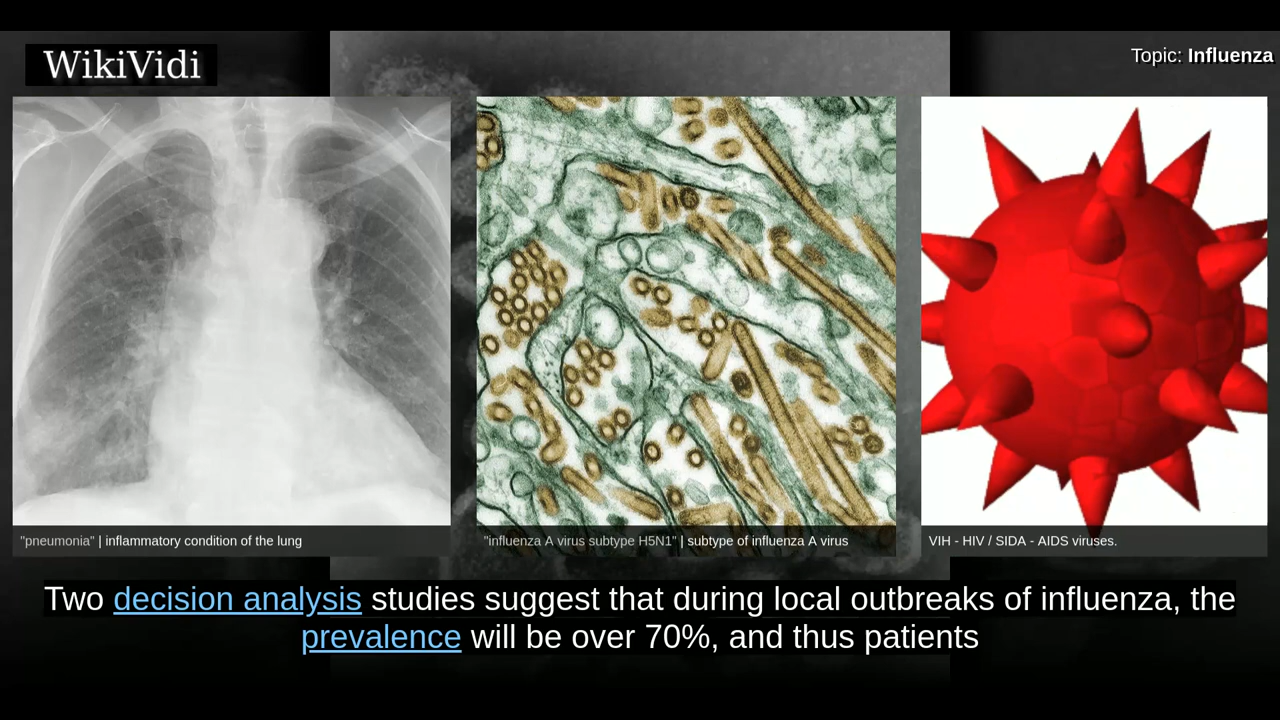 WikiVidi
Topic: Influenza
"pneumonia" | inflammatory condition of the lung
"influenza A virus subtype H5N1" | subtype of influenza A virus
VIH - HIV / SIDA - AIDS viruses.
Two decision analysis studies suggest that during local outbreaks of influenza, the
prevalence will be over 70%, and thus patients